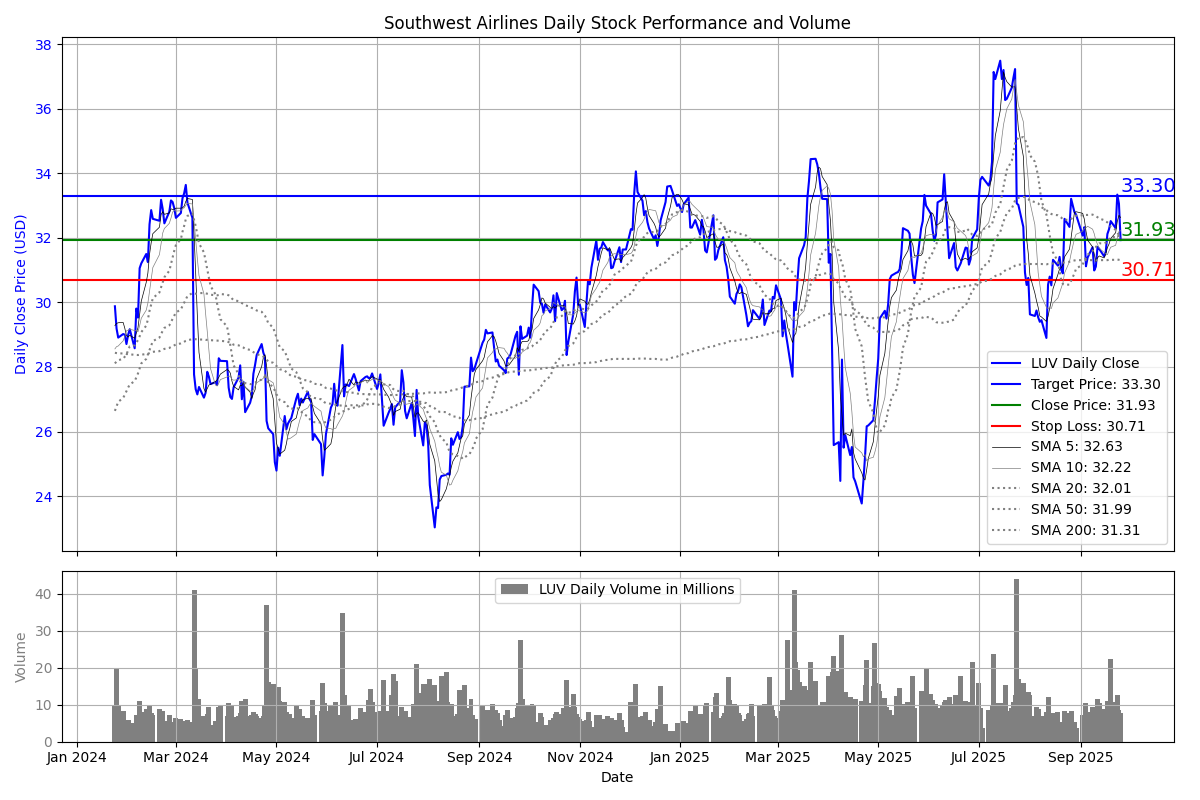 Southwest Airlines Daily Stock Performance and Volume
Daily Close Price (USD)
38
36
34
32
30
28
26
24
33.30
31.93
30.71
LUV Daily Close
Target Price: 33.30
Close Price: 31.93
Stop Loss: 30.71
SMA 5: 32.63
SMA 10: 32.22
SMA 20: 32.01
SMA 50: 31.99
SMA 200: 31.31
Volume
40
30
20
10
0
LUV Daily Volume in Millions
Jan 2024 Mar 2024 May 2024 Jul 2024 Sep 2024 Nov 2024 Jan 2025 Mar 2025 May 2025 Jul 2025 Sep 2025
Date